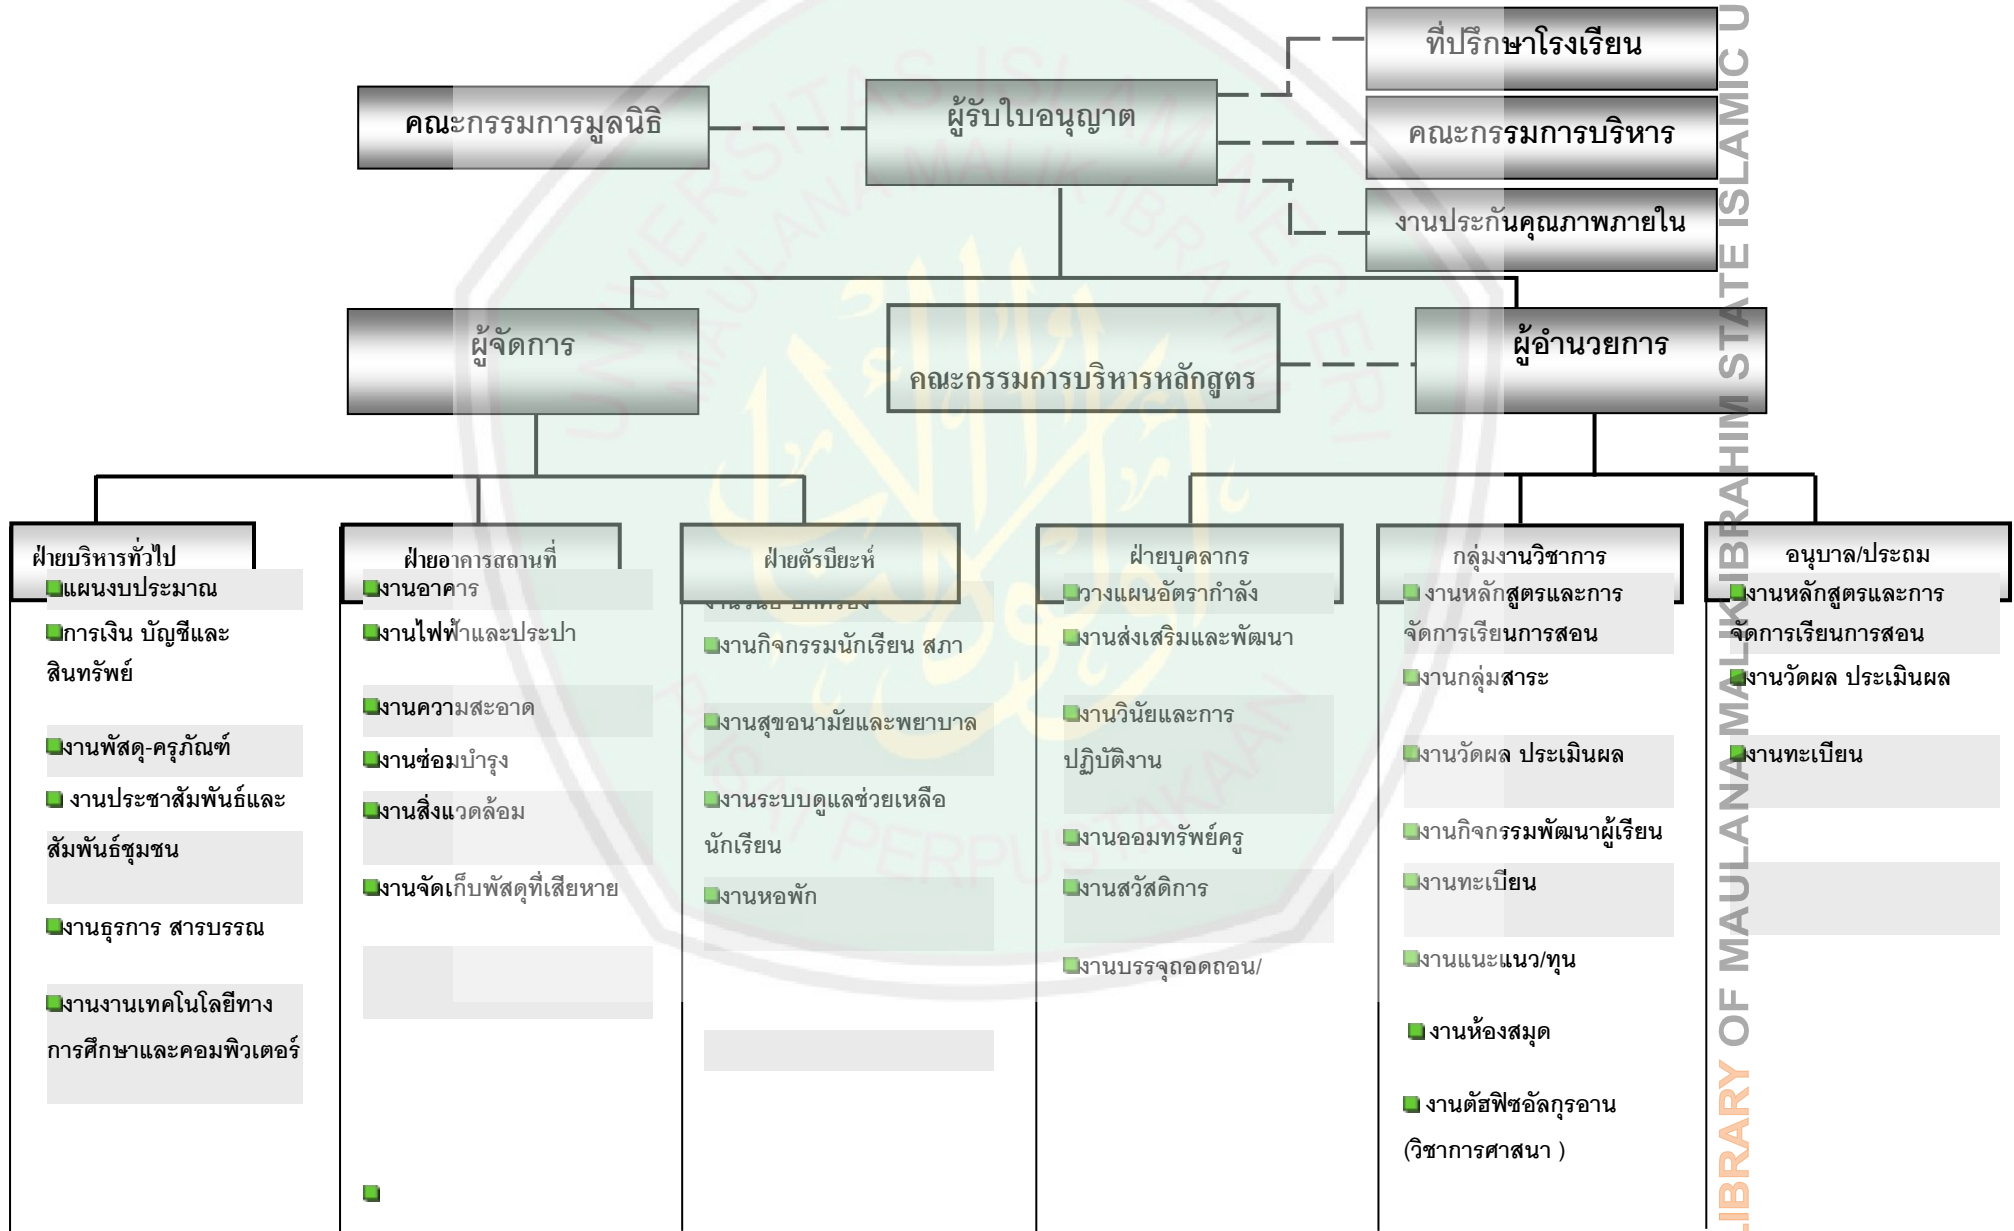 ที่ปรึกษาโรงเรียน
คณะกรรมการมูลนิธิ
ผู้รับใบอนุญาต
คณะกรรมการบริหาร
งานประกันคุณภาพภายใน
ผู้จัดการ
คณะกรรมการบริหารหลักสูตร
ผู้อำนวยการ
ฝ่ายบริหารทั่วไป
แผนงบประมาณ
การเงิน บัญชีและ
สินทรัพย์
งานพัสดุ-ครุภัณฑ์
งานประชาสัมพันธ์และ
สัมพันธ์ชุมชน
งานธุรการ สารบรรณ
งานงานเทคโนโลยีทาง
การศึกษาและคอมพิวเตอร์
ฝ่ายอาคารสถานที่
งานอาคาร
งานไฟฟ้าและประปา
งานความสะอาด
งานซ่อมบำรุง
งานสิ่งแวดล้อม
งานจัดเก็บพัสดุที่เสียหาย
ฝ่ายตัรบียะห์
งานกิจกรรมนักเรียน สภา
งานสุขอนามัยและพยาบาล
งานระบบดูแลช่วยเหลือ
นักเรียน
งานหอพัก
ฝ่ายบุคลากร
วางแผนอัตรากำลัง
งานส่งเสริมและพัฒนา
งานวินัยและการ
ปฏิบัติงาน
งานออมทรัพย์ครู
งานสวัสดิการ
งานบรรจุถอดถอน/
กลุ่มงานวิชาการ
งานหลักสูตรและการ
จัดการเรียนการสอน
งานกลุ่มสาระ
งานวัดผล ประเมินผล
งานกิจกรรมพัฒนาผู้เรียน
งานทะเบียน
งานแนะแนว/ทุน
งานห้องสมุด
งานตัฮฟิซอัลกุรอาน
(วิชาการศาสนา )
อนุบาล/ประถม
งานหลักสูตรและการ
จัดการเรียนการสอน
งานวัดผล ประเมินผล
งานทะเบียน
UNIVERSITAS ISLAM NEGERI
MAULANA MALIK IBRAHIM
PUSAT PERPUSTAKAAN
LIBRARY OF MAULANA MALIK IBRAHIM STATE ISLAMIC U